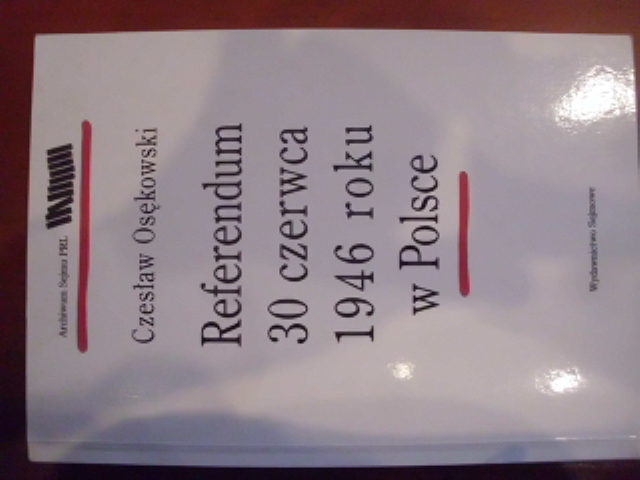 Archiwum Sejmu PRL
Czesław Osękowski
Referendum
30 czerwca
1946 roku
w Polsce
Wydawnictwo Sejmowe